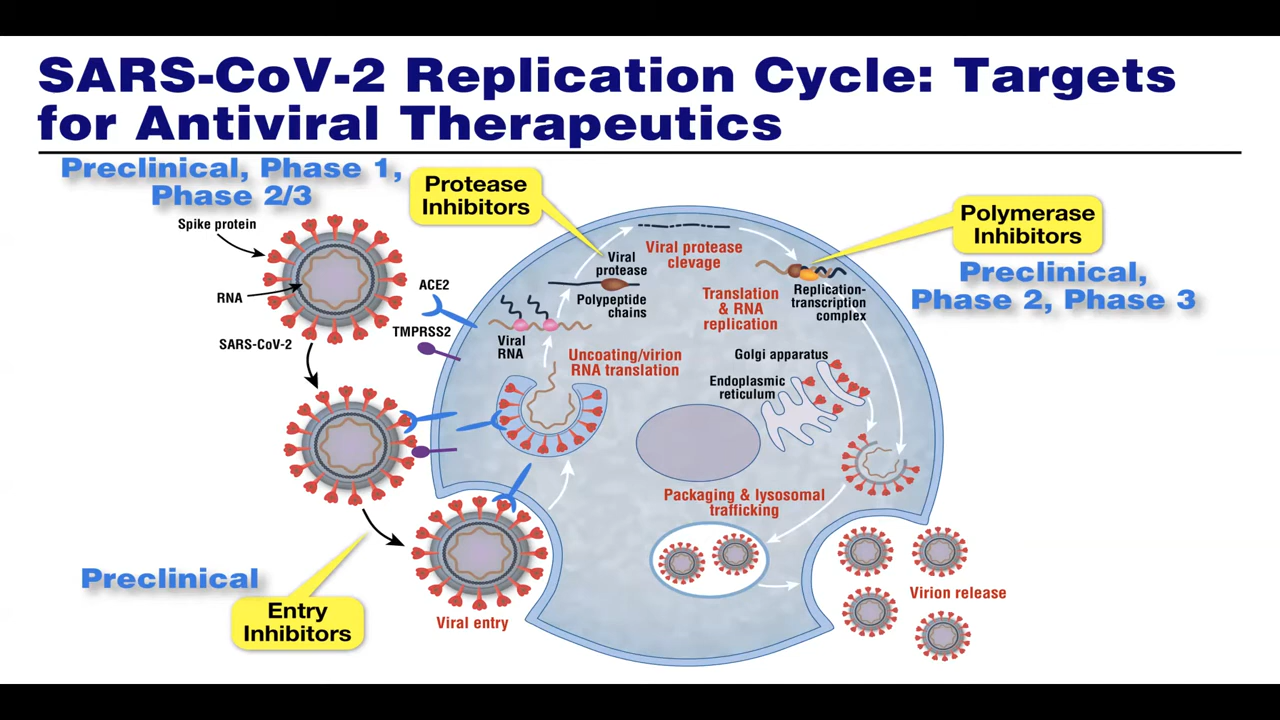 SARS-CoV-2 Replication Cycle: Targets
for Antiviral Therapeutics
Preclinical, Phase 1,
Phase 2/3
Protease
Inhibitors
Polymerase
Inhibitors
Preclinical,
Phase 2, Phase 3
Spike protein
RNA
SARS-CoV-2
ACE2
TMPRSS2
Viral
protease
Polypeptide
chains
Viral protease
clevage
Translation
& RNA
replication
Replication-
transcription
complex
Viral
RNA
Uncoating/virion
RNA translation
Golgi apparatus
Endoplasmic
reticulum
Packaging & lysosomal
trafficking
Virion release
Preclinical
Entry
Inhibitors
Viral entry